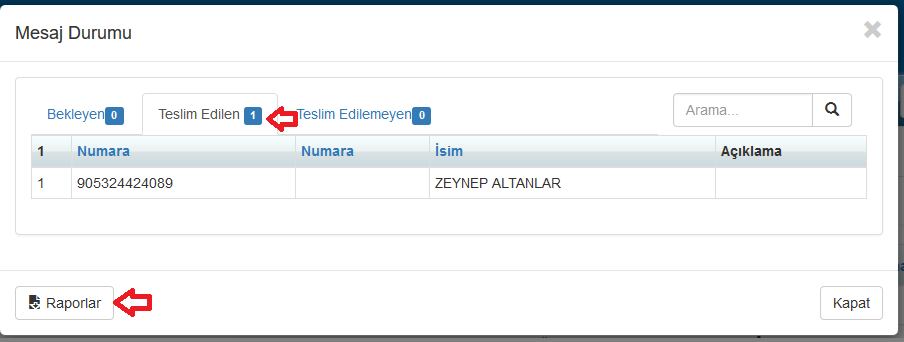 Mesaj Durumu
Bekleyen 0 Teslim Edilen 1 Teslim Edilemeyen 0 Arama...
1 Numara Numara İsim Açıklama
1 905324424089 ZEYNEP ALTANLAR
Raporlar Kapat